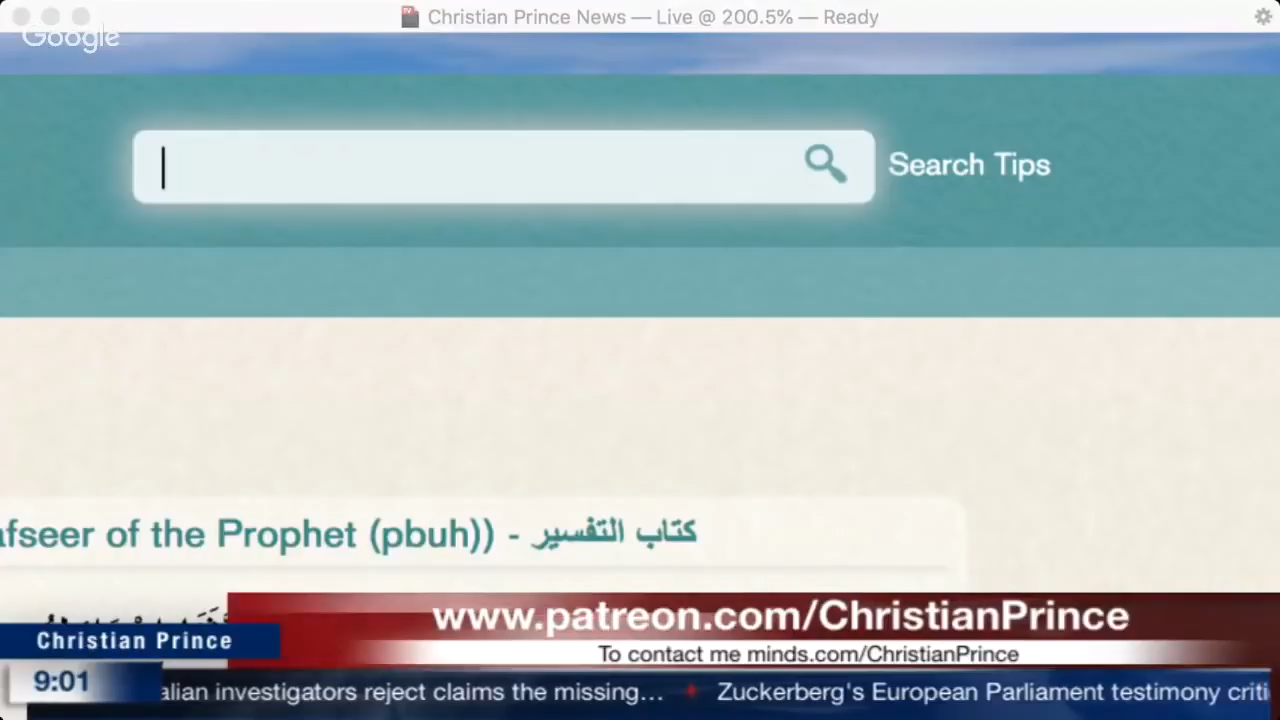 Christian Prince News — Live @ 200.5% — Ready
Google
Search Tips
afseer of the Prophet (pbuh)) - كتاب التفسير
www.patreon.com/ChristianPrince
Christian Prince
To contact me minds.com/ChristianPrince
9:01
alian investigators reject claims the missing... Zuckerberg's European Parliament testimony criti